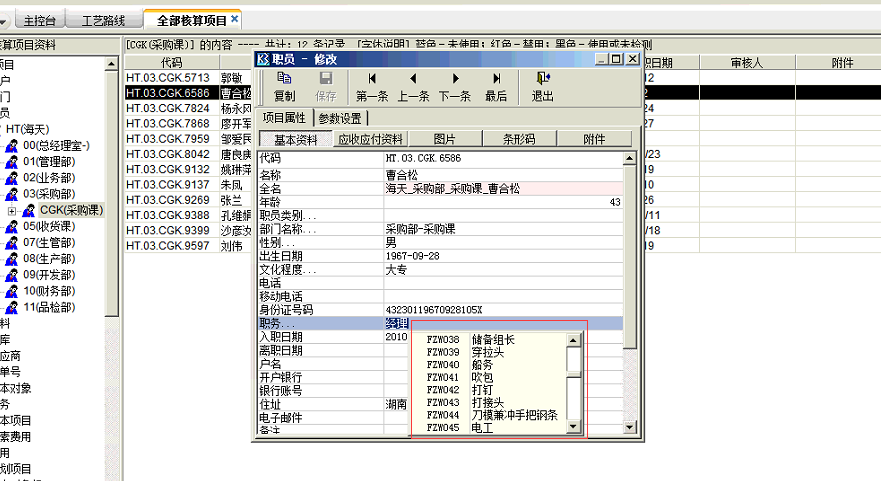 主控台 工艺路线 全部核算项目
算项目资料
[CGK(采购课)] 的内容 ---- 共计: 12 条记录 [字体说明] 蓝色-未使用; 红色-禁用; 黑色-使用或未检测
代码 职日期 审核人 附件
项目
户
门
员
HT(海天)
00(总经理室-)
01(管理部)
02(业务部)
03(采购部)
CGK(采购课)
05(收货课)
07(生管部)
08(生产部)
09(开发部)
10(财务部)
11(品检部)
料
库
应商
单号
本对象
务
本项目
素费用
用
划项目
HT.03.CGK.5713 郭敏 12
HT.03.CGK.6586 曹合松 2
HT.03.CGK.7824 杨永风 24
HT.03.CGK.7868 廖开军 27
HT.03.CGK.7959 邹爱民
HT.03.CGK.8042 唐良庚 /23
HT.03.CGK.9132 姚琳萍 19
HT.03.CGK.9137 朱凤 10
HT.03.CGK.9269 张兰 26
HT.03.CGK.9388 孔维 /11
HT.03.CGK.9399 沙彦 /18
HT.03.CGK.9597 刘伟 19
职员 - 修改
复制 保存 第一条 上一条 下一条 最后 退出
项目属性 参数设置
基本资料 应收应付资料 图片 条形码 附件
代码 HT.03.CGK.6586
名称 曹合松
全名 海天_采购部_采购课_曹合松
年龄 43
职员类别...
部门名称... 采购部-采购课
性别... 男
出生日期 1967-09-28
文化程度... 大专
电话
移动电话
身份证号码 43230119670928105X
职务... 经理
入职日期 2010
离职日期
户名
开户银行
银行账号
住址 湖南
电子邮件
备注
FZW038 储备组长
FZW039 穿拉头
FZW040 船务
FZW041 吹包
FZW042 打钉
FZW043 打接头
FZW044 刀模兼冲手把钢条
FZW045 电工